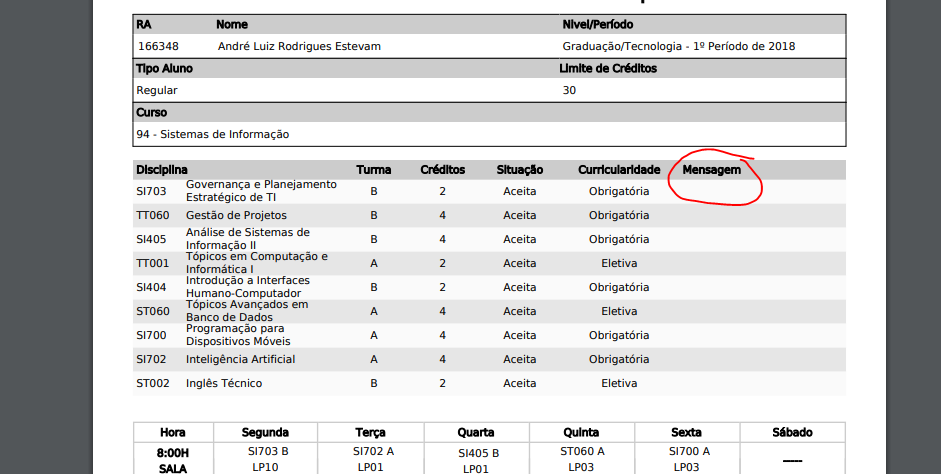 RA Nome Nivel/Período
166348 André Luiz Rodrigues Estevam Graduação/Tecnologia - 1º Período de 2018
Tipo Aluno Limite de Créditos
Regular 30
Curso
94 - Sistemas de Informação
Disciplina Turma Créditos Situação Curricularidade Mensagem
SI703 Governança e Planejamento Estratégico de TI B 2 Aceita Obrigatória
TT060 Gestão de Projetos B 4 Aceita Obrigatória
SI405 Análise de Sistemas de Informação II B 4 Aceita Obrigatória
TT001 Tópicos em Computação e Informática I A 2 Aceita Eletiva
SI404 Introdução a Interfaces Humano-Computador B 2 Aceita Obrigatória
ST060 Tópicos Avançados em Banco de Dados A 4 Aceita Eletiva
SI700 Programação para Dispositivos Móveis A 4 Aceita Obrigatória
SI702 Inteligência Artificial A 4 Aceita Obrigatória
ST002 Inglês Técnico B 2 Aceita Eletiva
Hora Segunda Terça Quarta Quinta Sexta Sábado
8:00H SI703 B SI702 A SI405 B ST060 A SI700 A -----
SALA LP10 LP01 LP01 LP03 LP01